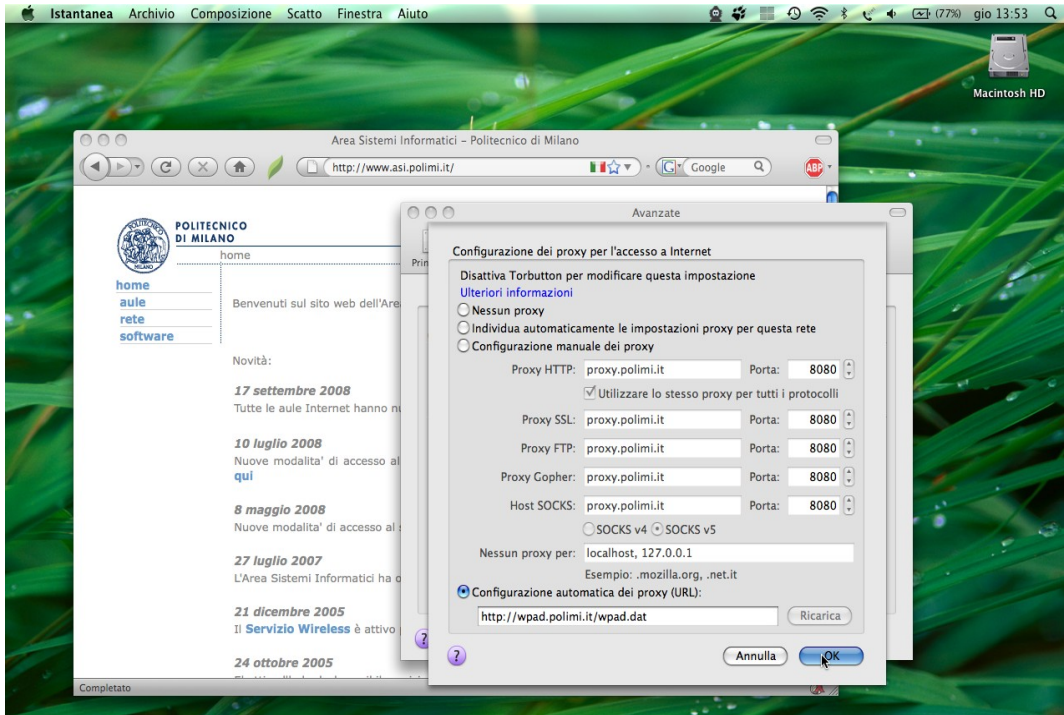 Istantanea Archivio Composizione Scatto Finestra Aiuto (77%) gio 13:53
Macintosh HD
Area Sistemi Informatici – Politecnico di Milano
http://www.asi.polimi.it/ Google ABP
POLITECNICO
DI MILANO
home
home
aule
rete
software
Benvenuti sul sito web dell'Are
Novità:
17 settembre 2008
Tutte le aule Internet hanno
10 luglio 2008
Nuove modalita' di accesso al
qui
8 maggio 2008
Nuove modalita' di accesso al
27 luglio 2007
L'Area Sistemi Informatici ha
21 dicembre 2005
Il Servizio Wireless è attivo
24 ottobre 2005
Completato
Prin
Avanzate
Configurazione dei proxy per l'accesso a Internet
Disattiva Torbutton per modificare questa impostazione
Ulteriori informazioni
Nessun proxy
Individua automaticamente le impostazioni proxy per questa rete
Configurazione manuale dei proxy
Proxy HTTP: proxy.polimi.it Porta: 8080
Utilizzare lo stesso proxy per tutti i protocolli
Proxy SSL: proxy.polimi.it Porta: 8080
Proxy FTP: proxy.polimi.it Porta: 8080
Proxy Gopher: proxy.polimi.it Porta: 8080
Host SOCKS: proxy.polimi.it Porta: 8080
SOCKS v4 SOCKS v5
Nessun proxy per: localhost, 127.0.0.1
Esempio: .mozilla.org, .net.it
Configurazione automatica dei proxy (URL):
http://wpad.polimi.it/wpad.dat Ricarica
? ? Annulla OK